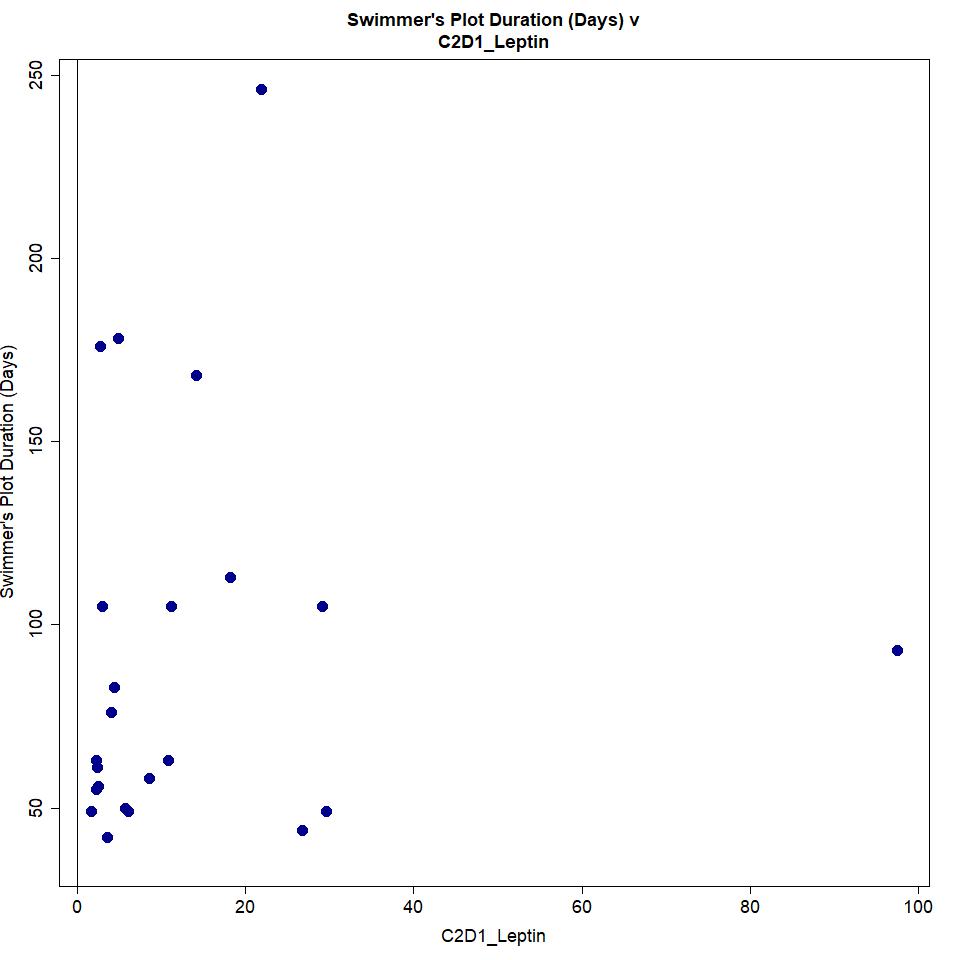 Swimmer's Plot Duration (Days) v
C2D1_Leptin
Swimmer's Plot Duration (Days)
250
200
150
100
50
0 20 40 60 80 100
C2D1_Leptin